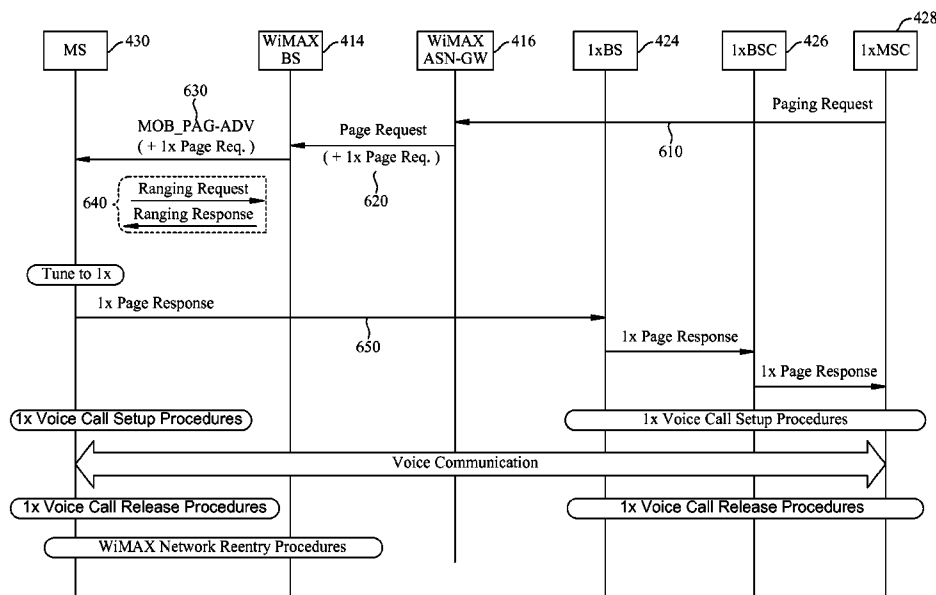 MS
430
WiMAX
BS
414
WiMAX
ASN-GW
416
1xBS
424
1xBSC
426
1xMSC
428
Paging Request
610
Page Request
( + 1x Page Req. )
620
630
MOB_PAG-ADV
( + 1x Page Req. )
640
Ranging Request
Ranging Response
Tune to 1x
1x Page Response
650
1x Page Response
1x Page Response
1x Voice Call Setup Procedures
1x Voice Call Setup Procedures
Voice Communication
1x Voice Call Release Procedures
1x Voice Call Release Procedures
WiMAX Network Reentry Procedures